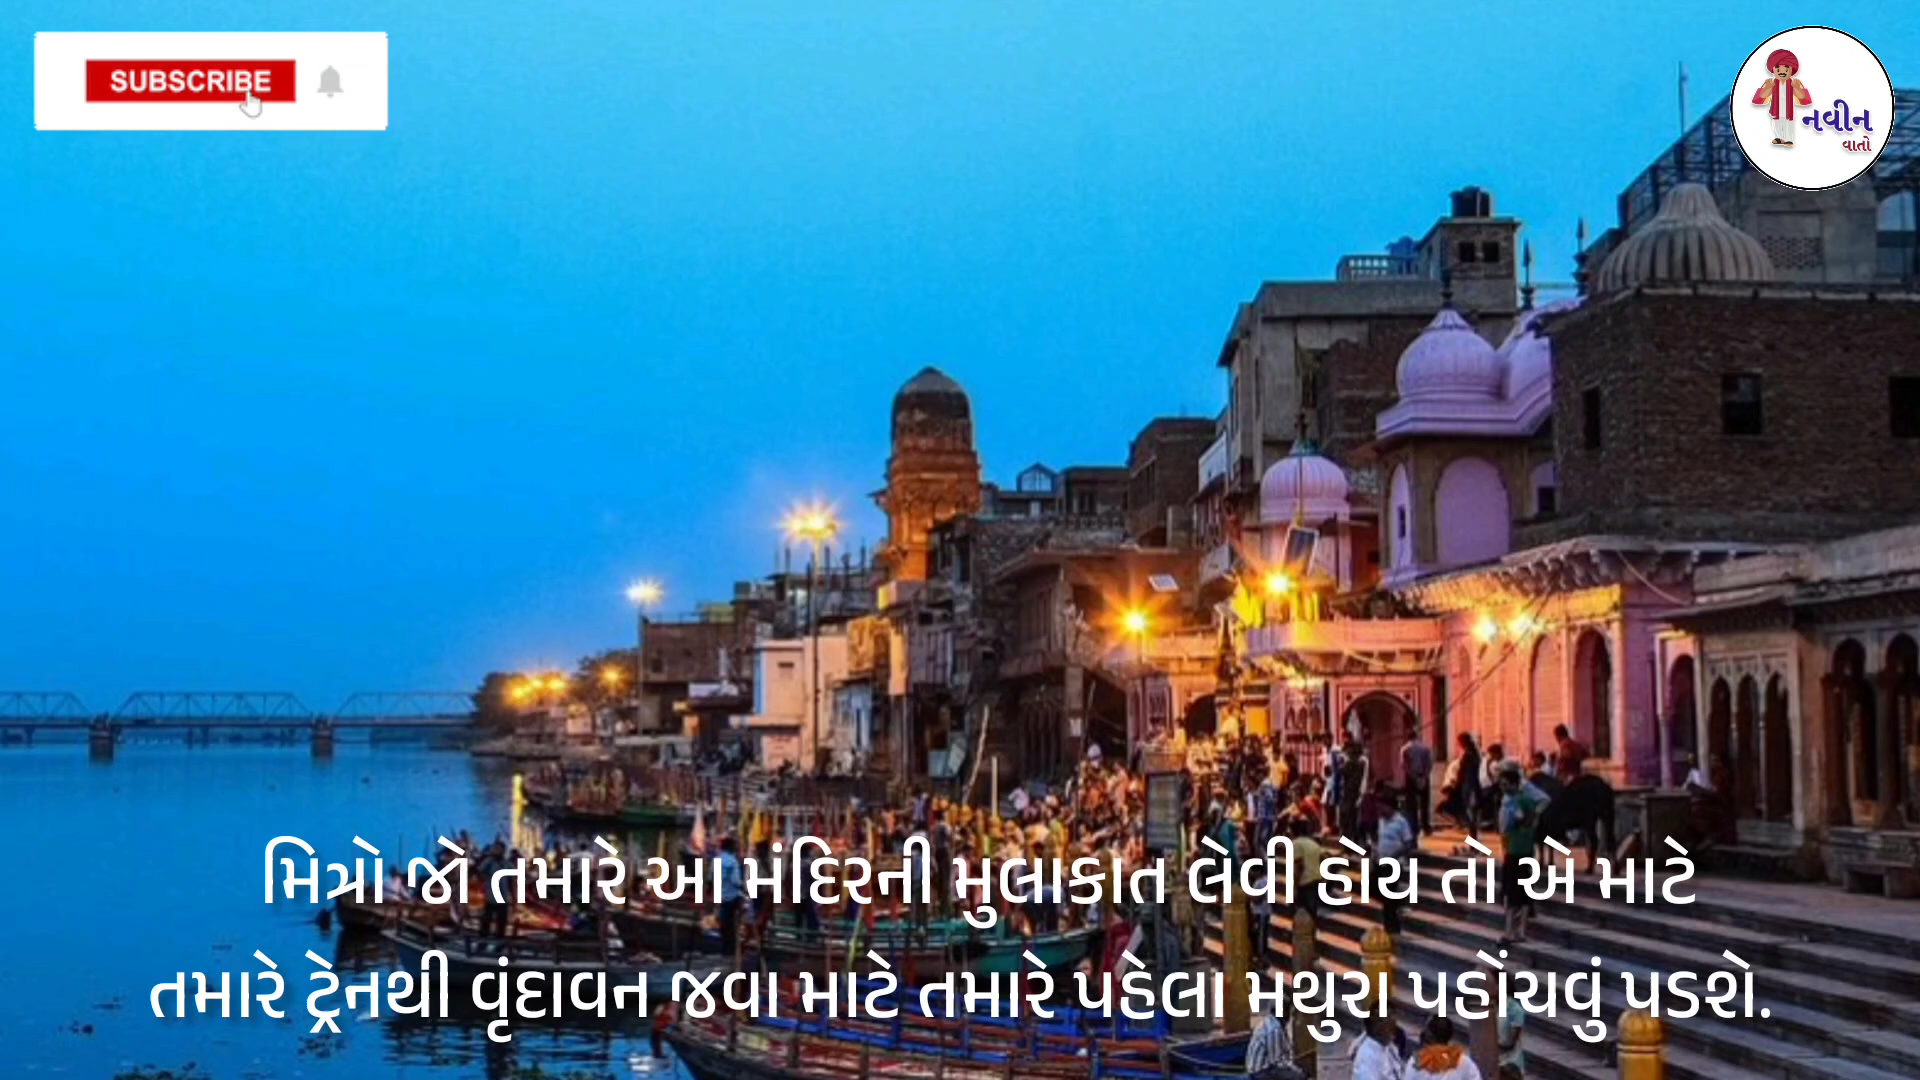 SUBSCRIBE
નવીન
વાતો
મિત્રો જો તમારે આ મંદિરની મુલાકાત લેવી હોય તો એ માટે
તમારે ટ્રેનથી વૃંદાવન જવા માટે તમારે પહેલા મથુરા પહોંચવું પડશે.